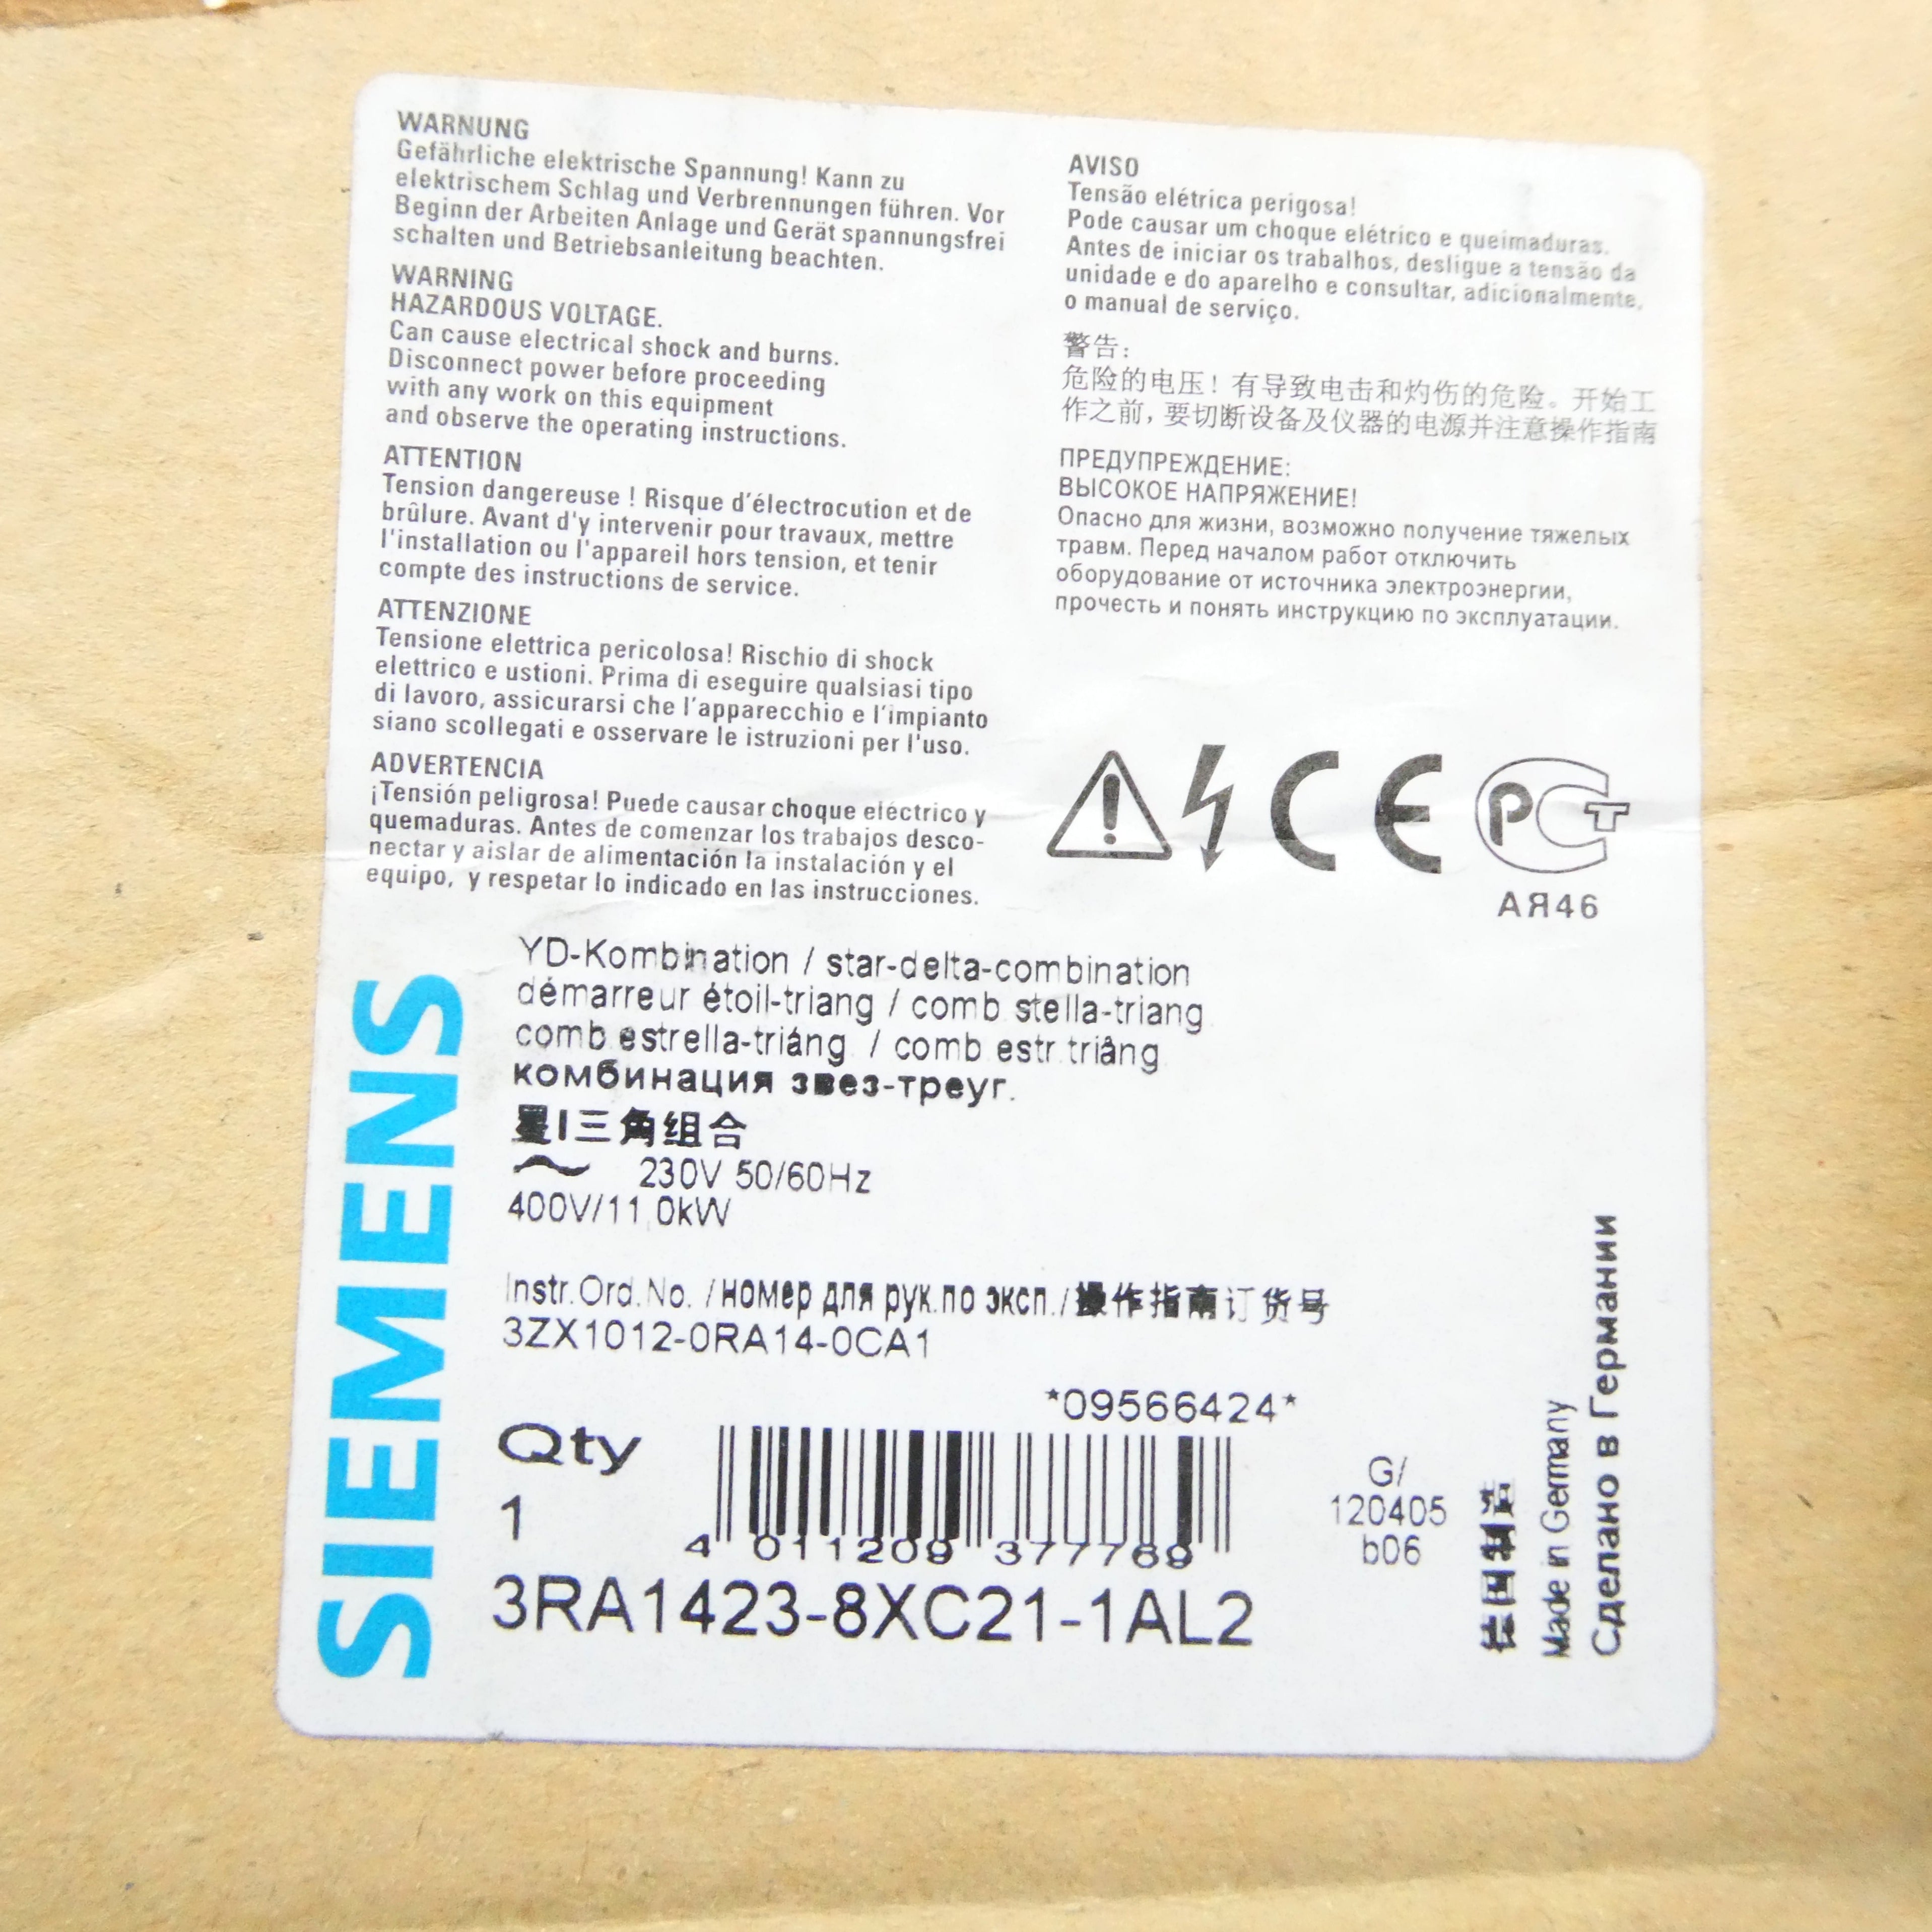 WARNUNG
Gefährliche elektrische Spannung! Kann zu
elektrischem Schlag und Verbrennungen führen. Vor
Beginn der Arbeiten Anlage und Gerät spannungsfrei
schalten und Betriebsanleitung beachten.
WARNING
HAZARDOUS VOLTAGE.
Can cause electrical shock and burns.
Disconnect power before proceeding
with any work on this equipment
and observe the operating instructions.
ATTENTION
Tension dangereuse ! Risque d'électrocution et de
brûlure. Avant d'y intervenir pour travaux, mettre
l'installation ou l'appareil hors tension, et tenir
compte des instructions de service.
ATTENZIONE
Tensione elettrica pericolosa! Rischio di shock
elettrico e ustioni. Prima di eseguire qualsiasi tipo
di lavoro, assicurarsi che l'apparecchio e l'impianto
siano scollegati e osservare le istruzioni per l'uso.
ADVERTENCIA
¡Tensión peligrosa! Puede causar choque eléctrico y
quemaduras. Antes de comenzar los trabajos desco-
nectar y aislar de alimentación la instalación y el
equipo, y respetar lo indicado en las instrucciones.
AVISO
Tensão elétrica perigosa!
Pode causar um choque elétrico e queimaduras.
Antes de iniciar os trabalhos, desligue a tensão da
unidade e do aparelho e consultar, adicionalmente,
o manual de serviço.
警告:
危险的电压! 有导致电击和灼伤的危险。开始工
作之前, 要切断设备及仪器的电源并注意操作指南
ПРЕДУПРЕЖДЕНИЕ:
ВЫСОКОЕ НАПРЯЖЕНИЕ!
Опасно для жизни, возможно получение тяжелых
травм. Перед началом работ отключить
оборудование от источника электроэнергии,
прочесть и понять инструкцию по эксплуатации.
CE
РСТ
АЯ46
SIEMENS
YD-Kombination / star-delta-combination
démarreur étoil-triang / comb.stella-triang
comb.estrella-triáng. / comb.estr.triâng
комбинация звез-треуг.
星|三角组合
~ 230V 50/60Hz
400V/11,0kW
Instr.Ord.No. /номер для рук.по эксп./操作指南订货号
3ZX1012-0RA14-0CA1
*09566424*
Qty
1
4 011209 377769
3RA1423-8XC21-1AL2
G/
120405
b06
德国制造
Made in Germany
Сделано в Германии